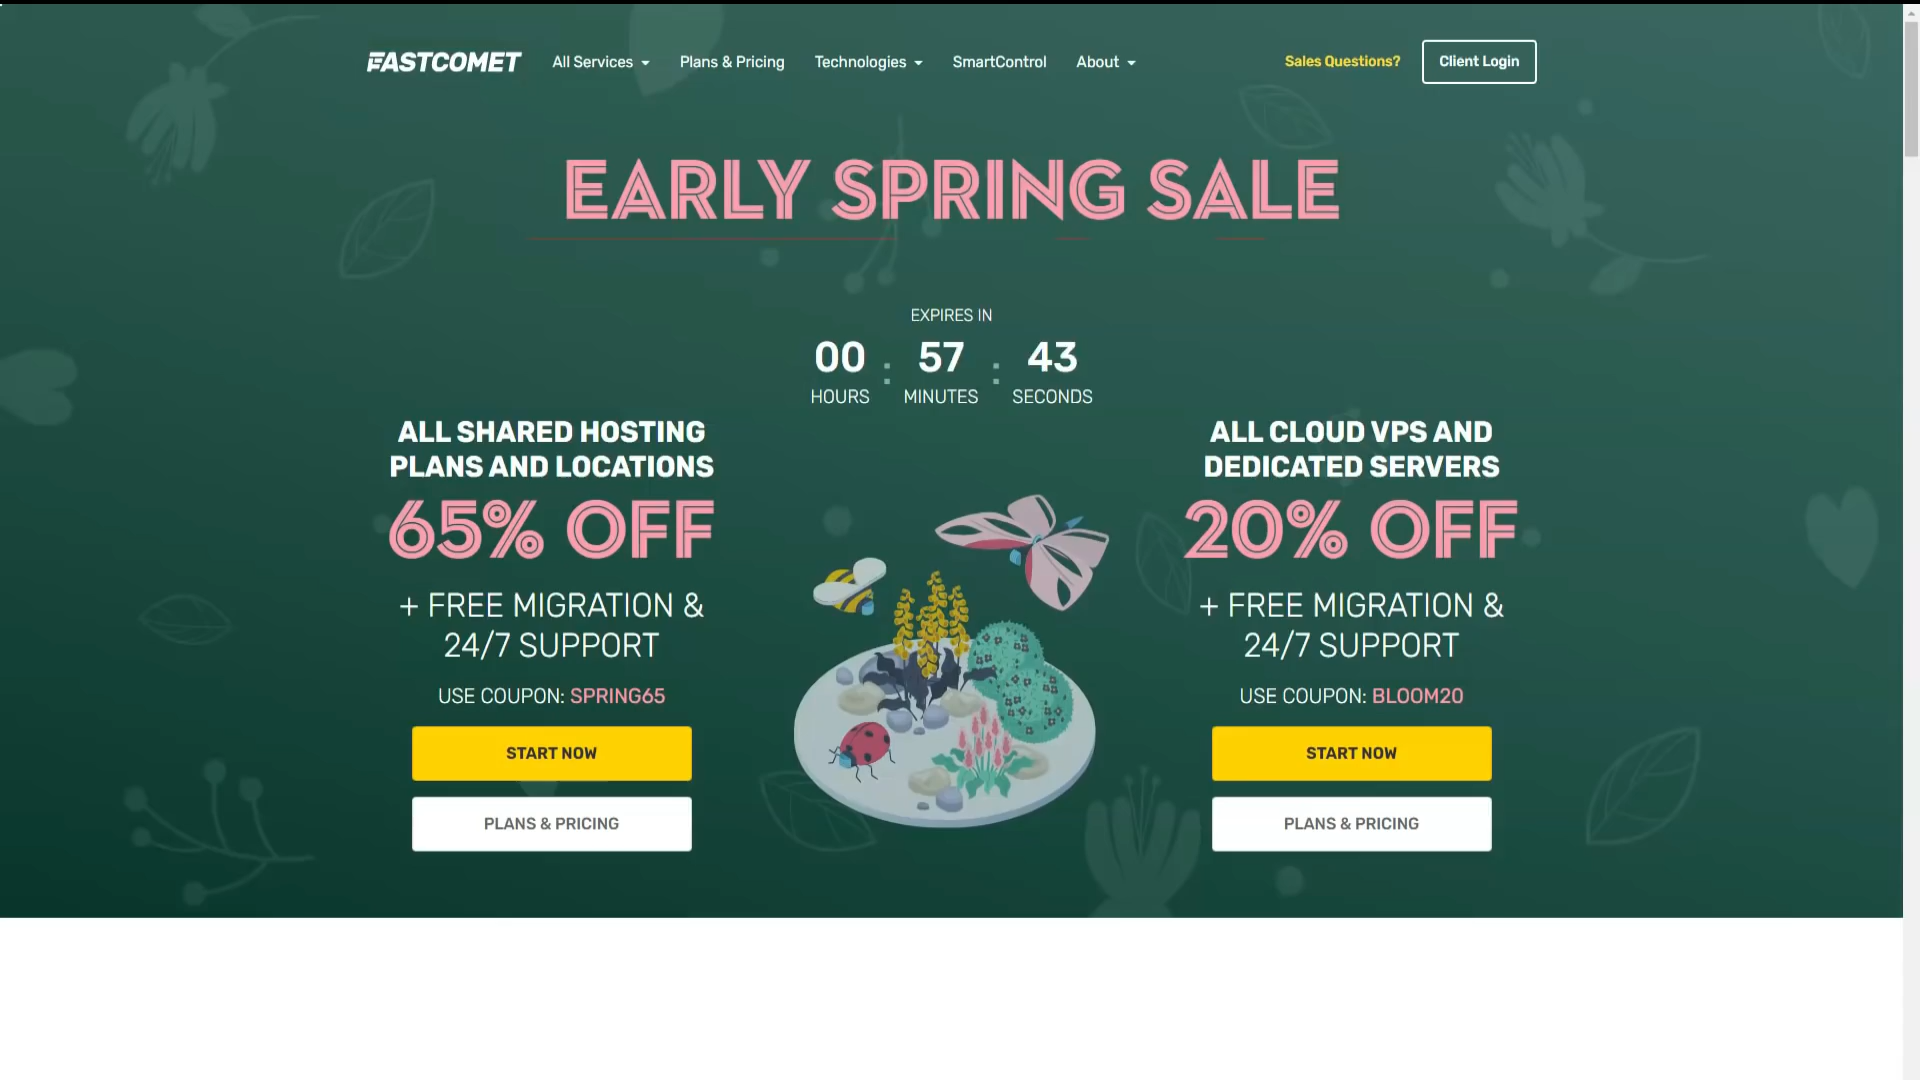 FASTCOMET All Services Plans & Pricing Technologies SmartControl About Sales Questions? Client Login
EARLY SPRING SALE
EXPIRES IN
00 : 57 : 43
HOURS MINUTES SECONDS
ALL SHARED HOSTING
PLANS AND LOCATIONS
65% OFF
+ FREE MIGRATION &
24/7 SUPPORT
USE COUPON: SPRING65
START NOW
PLANS & PRICING
ALL CLOUD VPS AND
DEDICATED SERVERS
20% OFF
+ FREE MIGRATION &
24/7 SUPPORT
USE COUPON: BLOOM20
START NOW
PLANS & PRICING